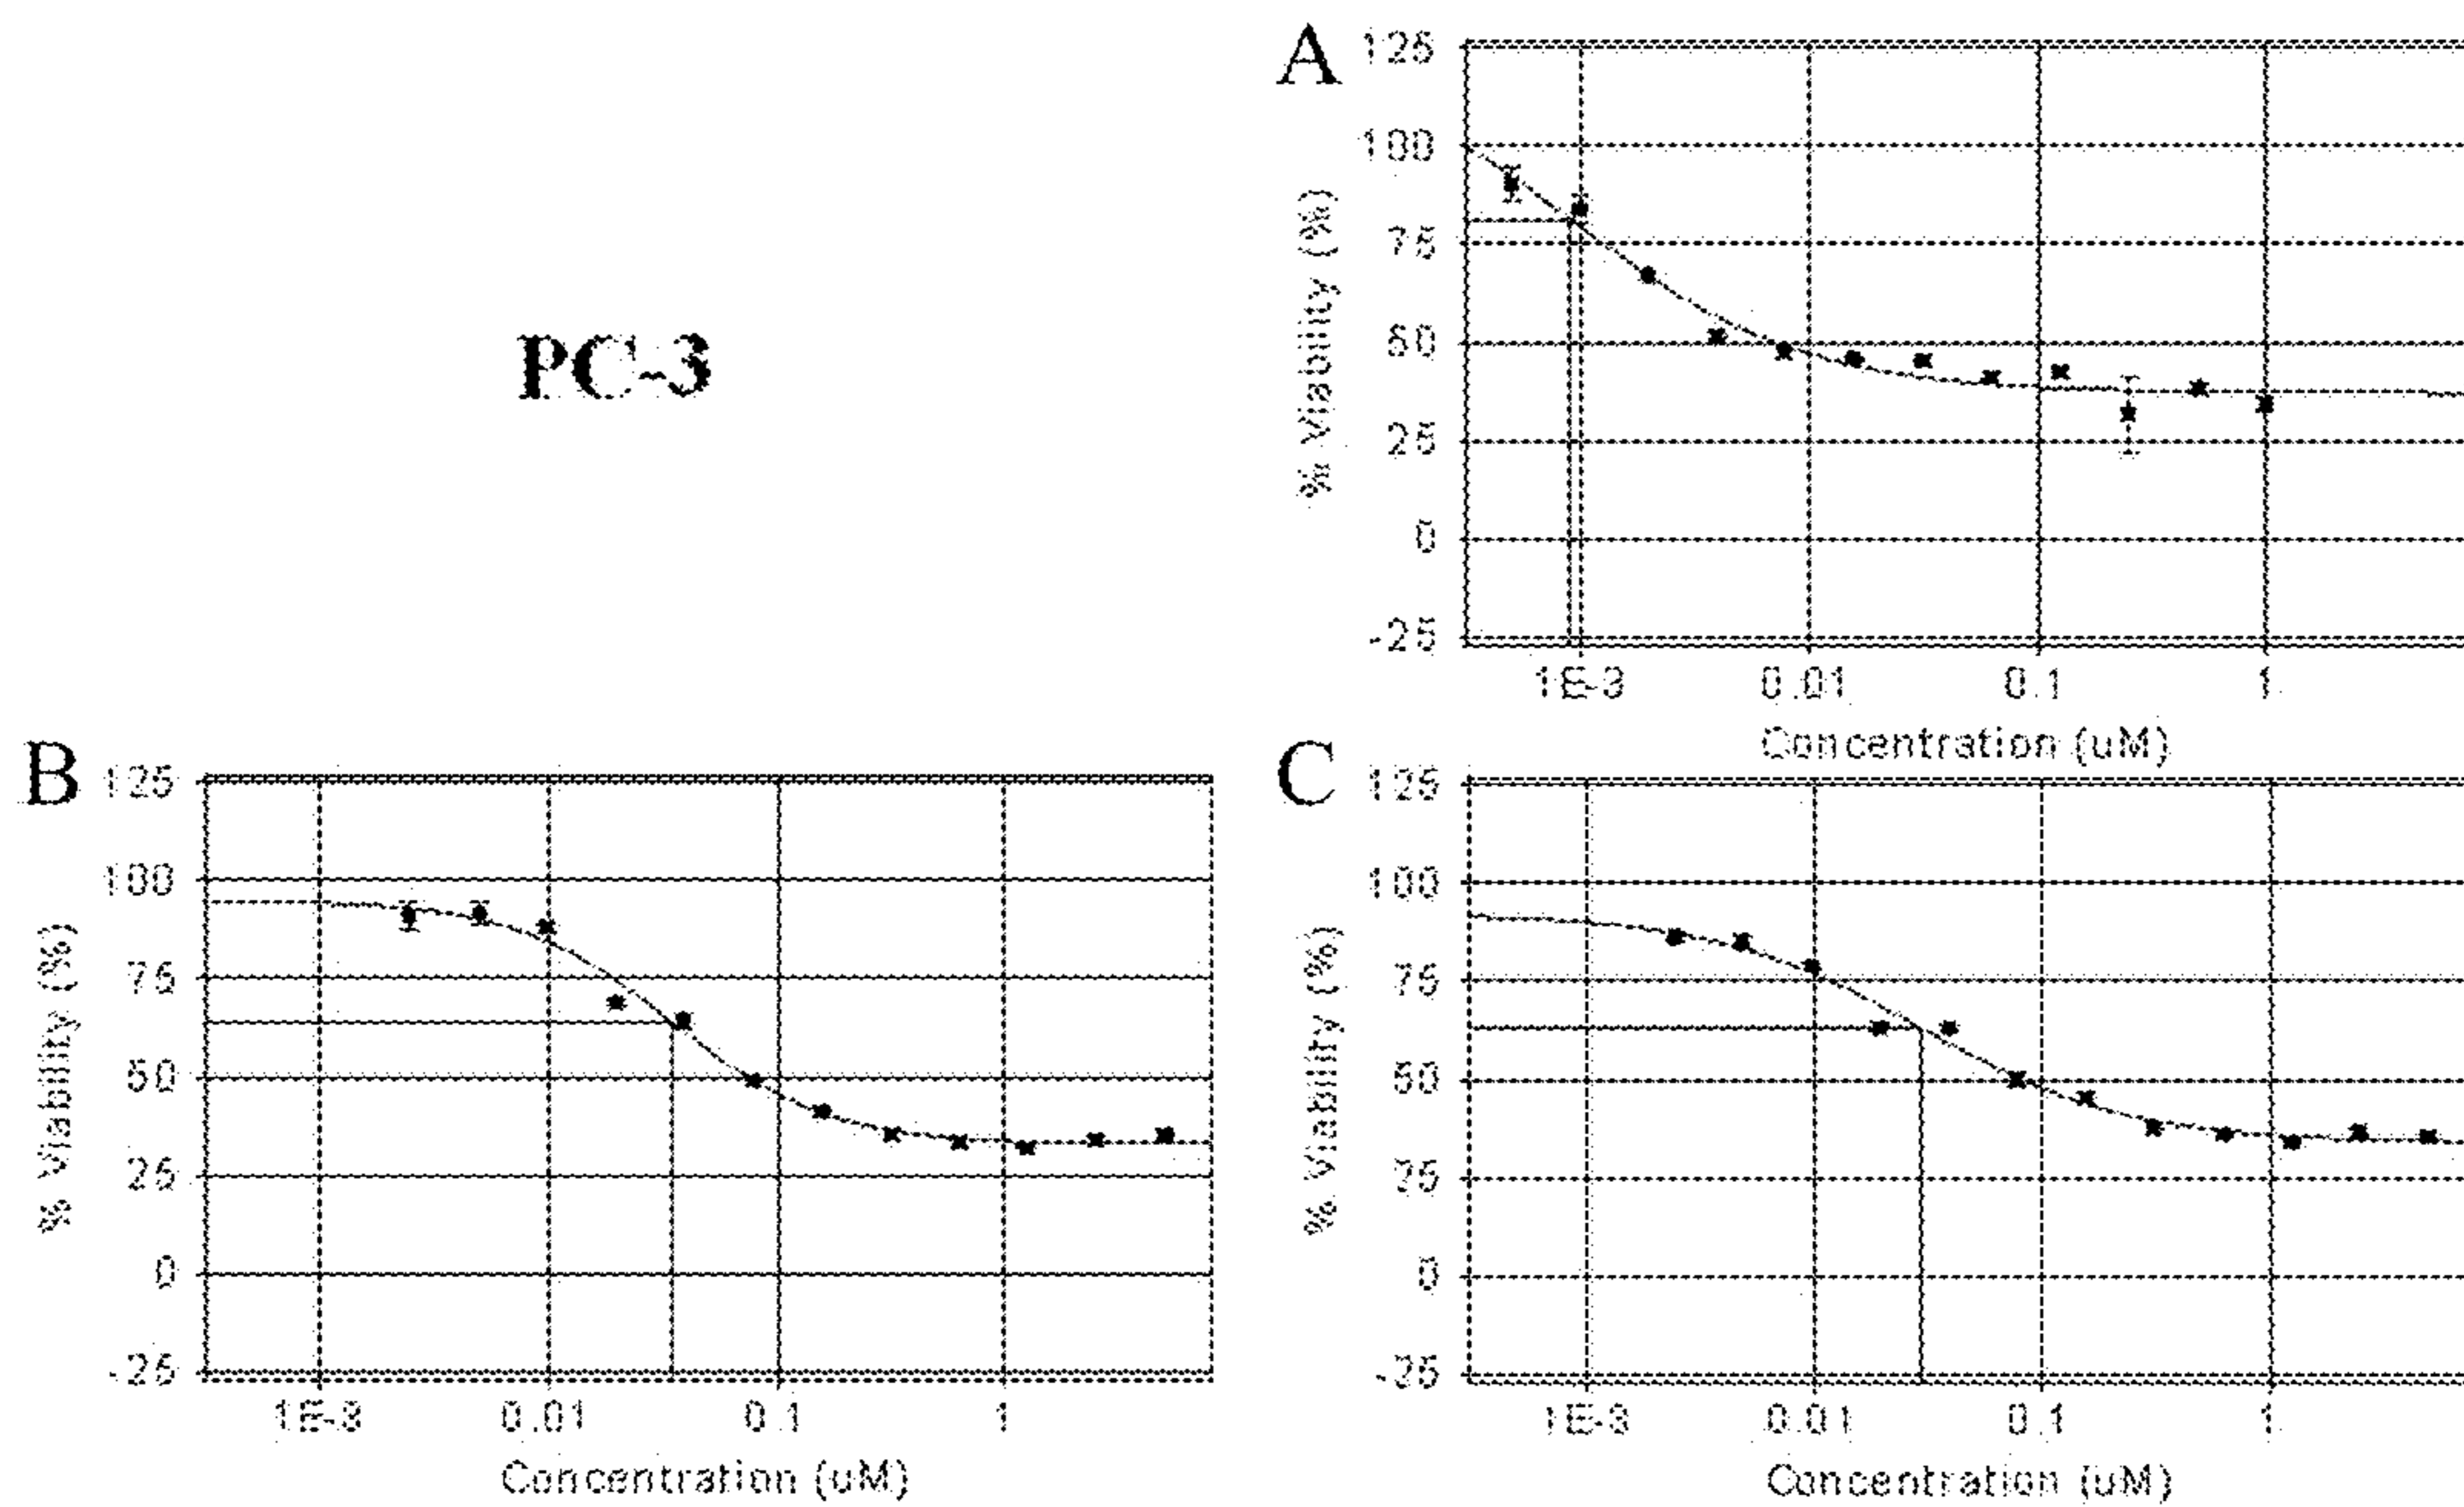 A
125
100
75
50
25
0
-25
% Viability (%)
1E-3 0.01 0.1 1
Concentration (uM)
PC-3
B
125
100
75
50
25
0
-25
% Viability (%)
1E-3 0.01 0.1 1
Concentration (uM)
C
125
100
75
50
25
0
-25
% Viability (%)
1E-3 0.01 0.1 1
Concentration (uM)